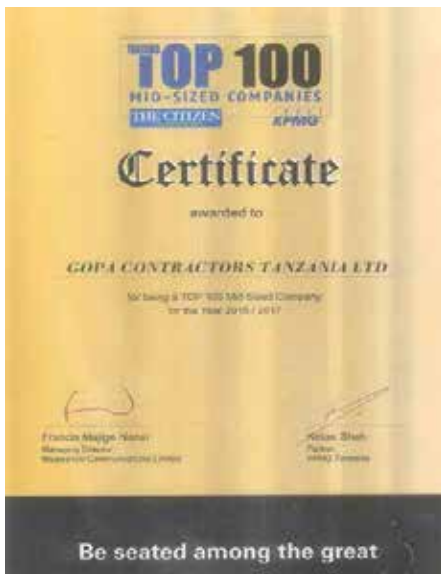 TOP 100
MID-SIZED COMPANIES
THE CITIZEN
KPMG
Certificate
awarded to
GOPA CONTRACTORS TANZANIA LTD
for being a TOP 100 Mid Sized Company
for the Year 2016 / 2017
Francis Majige Nanai
Managing Director
Mwananchi Communications Limited
Shah
Partner
KPMG Tanzania
Be seated among the great